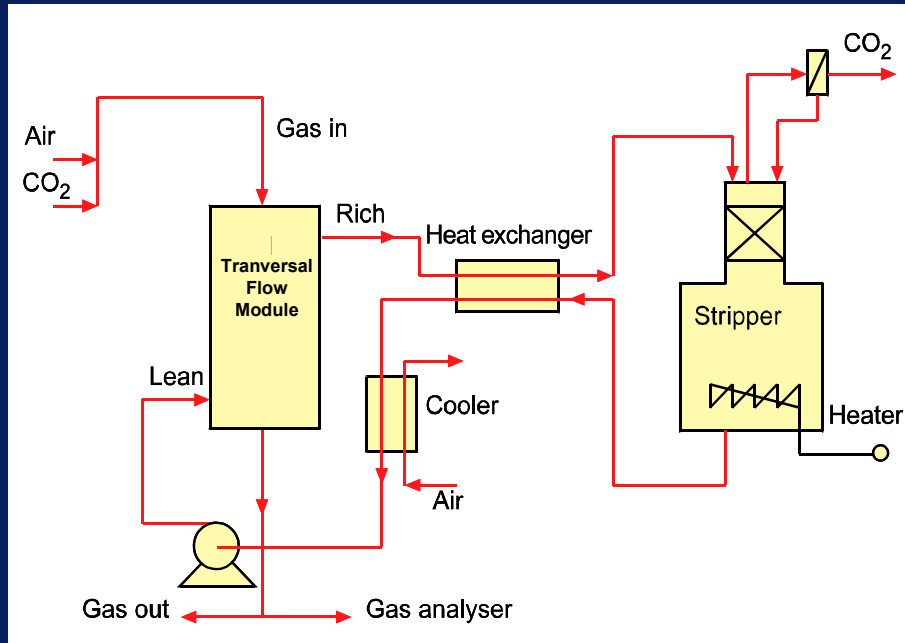 CO₂
Air
Gas in
CO₂
Rich
Heat exchanger
Tranversal
Flow
Module
Stripper
Lean
Cooler
Heater
Air
Gas out
Gas analyser